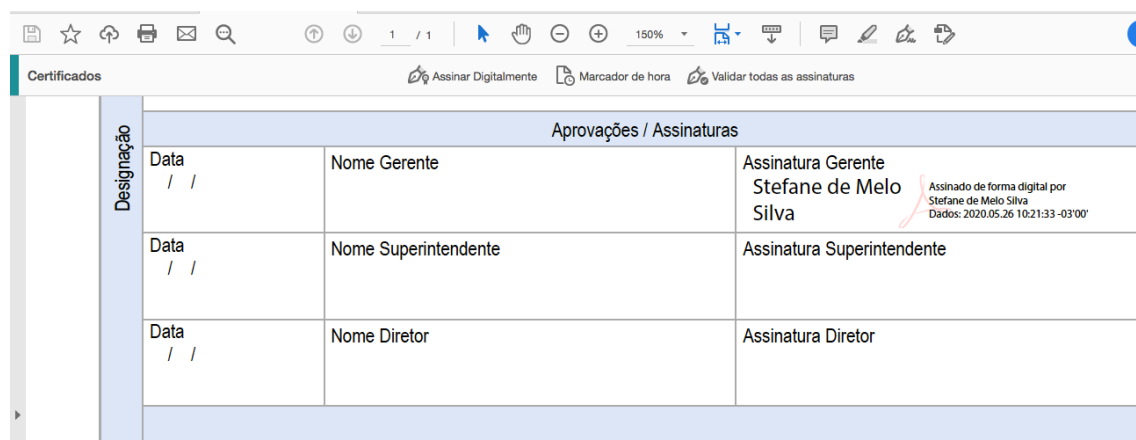 1 / 1
150%
Certificados
Assinar Digitalmente
Marcador de hora
Validar todas as assinaturas
Designação
Aprovações / Assinaturas
Data
/ /
Nome Gerente
Assinatura Gerente
Stefane de Melo
Silva
Assinado de forma digital por
Stefane de Melo Silva
Dados: 2020.05.26 10:21:33 -03'00'
Data
/ /
Nome Superintendente
Assinatura Superintendente
Data
/ /
Nome Diretor
Assinatura Diretor